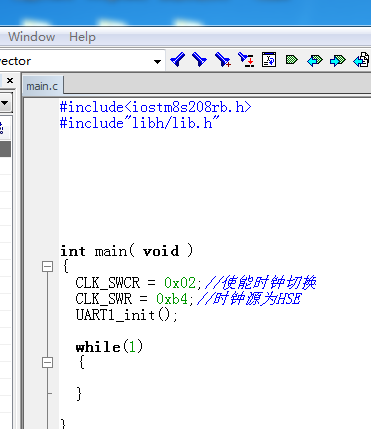 Window Help
vector
main.c
#include<iostm8s208rb.h>
#include"libh/lib.h"
int main( void )
{
CLK_SWCR = 0x02;//使能时钟切换
CLK_SWR = 0xb4;//时钟源为HSE
UART1_init();
while(1)
{
}
}